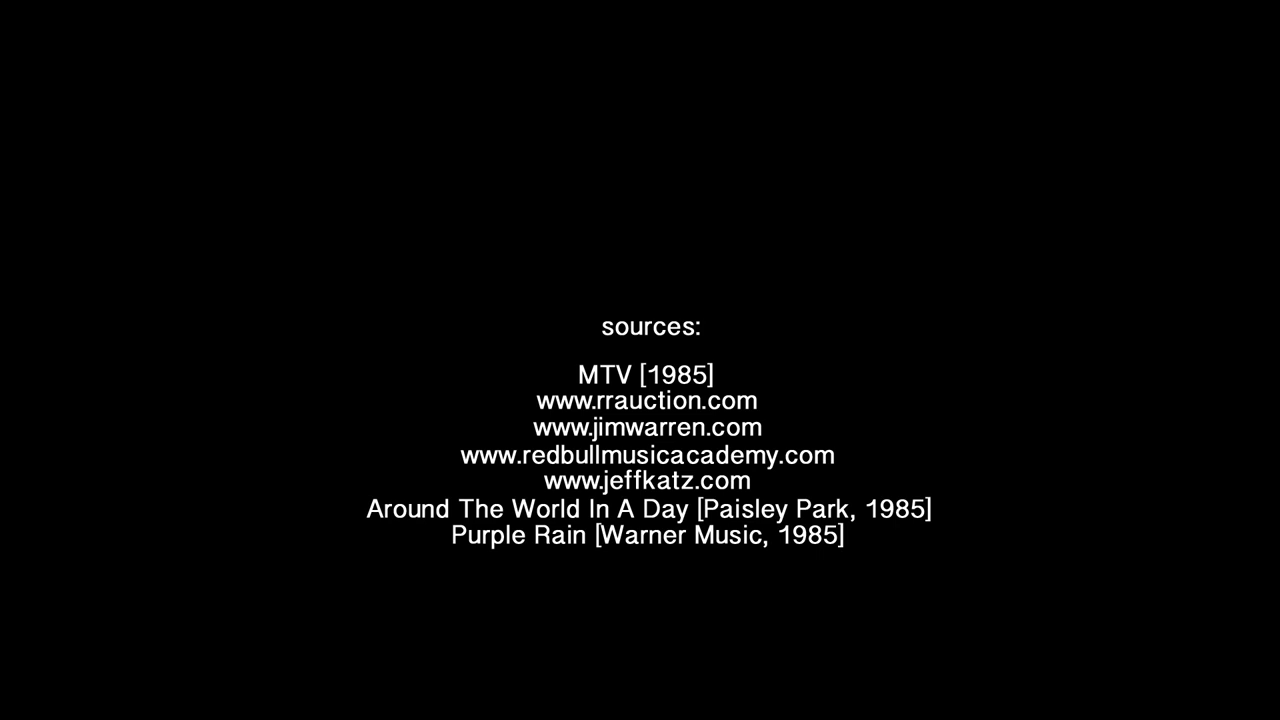 sources:
MTV [1985]
www.rrauction.com
www.jimwarren.com
www.redbullmusicacademy.com
www.jeffkatz.com
Around The World In A Day [Paisley Park, 1985]
Purple Rain [Warner Music, 1985]